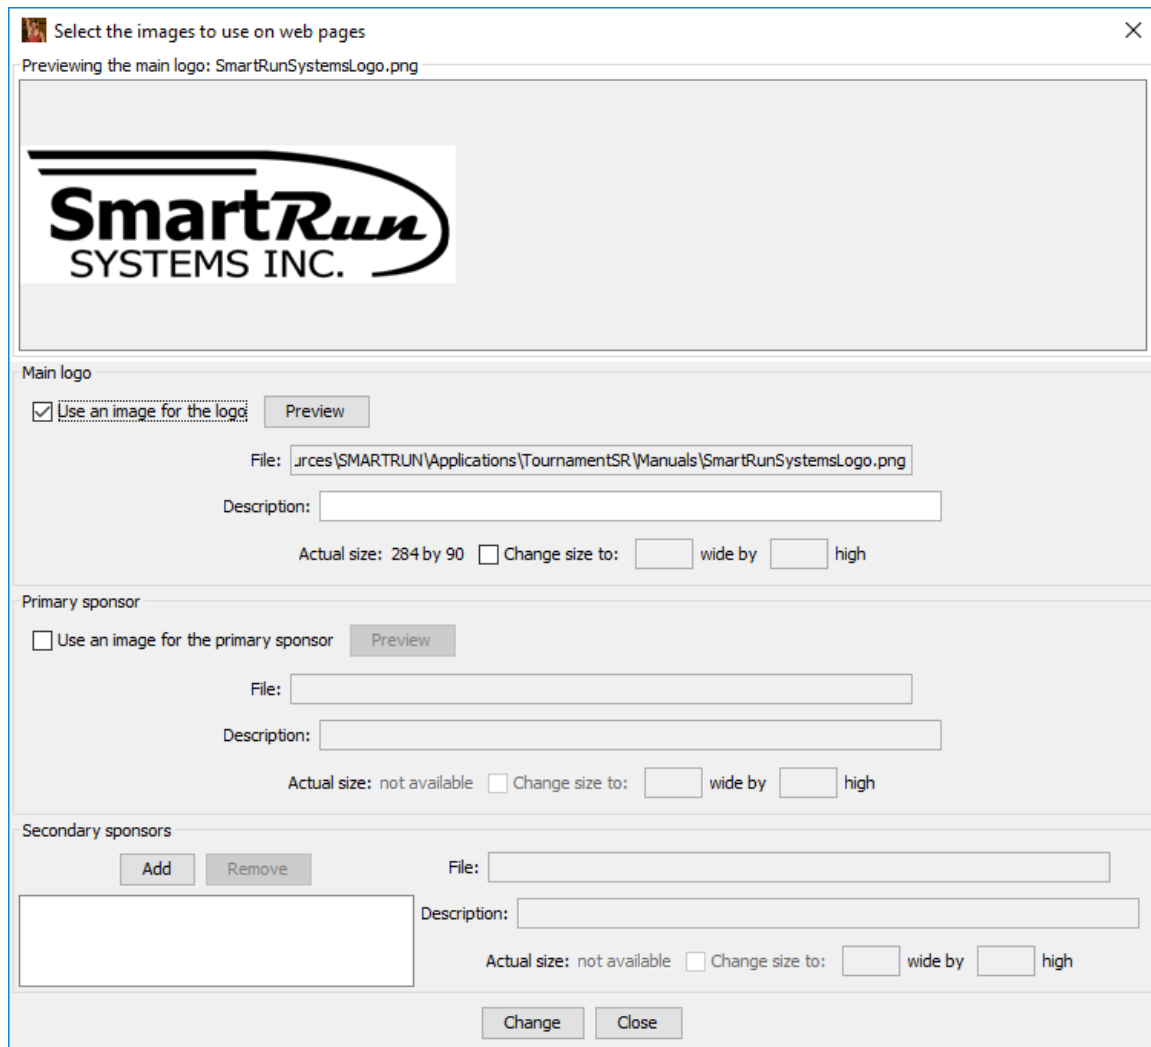 Select the images to use on web pages
Previewing the main logo: SmartRunSystemsLogo.png
SmartRun
SYSTEMS INC.
Main logo
Use an image for the logo Preview
File: urces\SMARTRUN\Applications\TournamentSR\Manuals\SmartRunSystemsLogo.png
Description:
Actual size: 284 by 90 Change size to: wide by high
Primary sponsor
Use an image for the primary sponsor Preview
File:
Description:
Actual size: not available Change size to: wide by high
Secondary sponsors
Add Remove File:
Description:
Actual size: not available Change size to: wide by high
Change Close